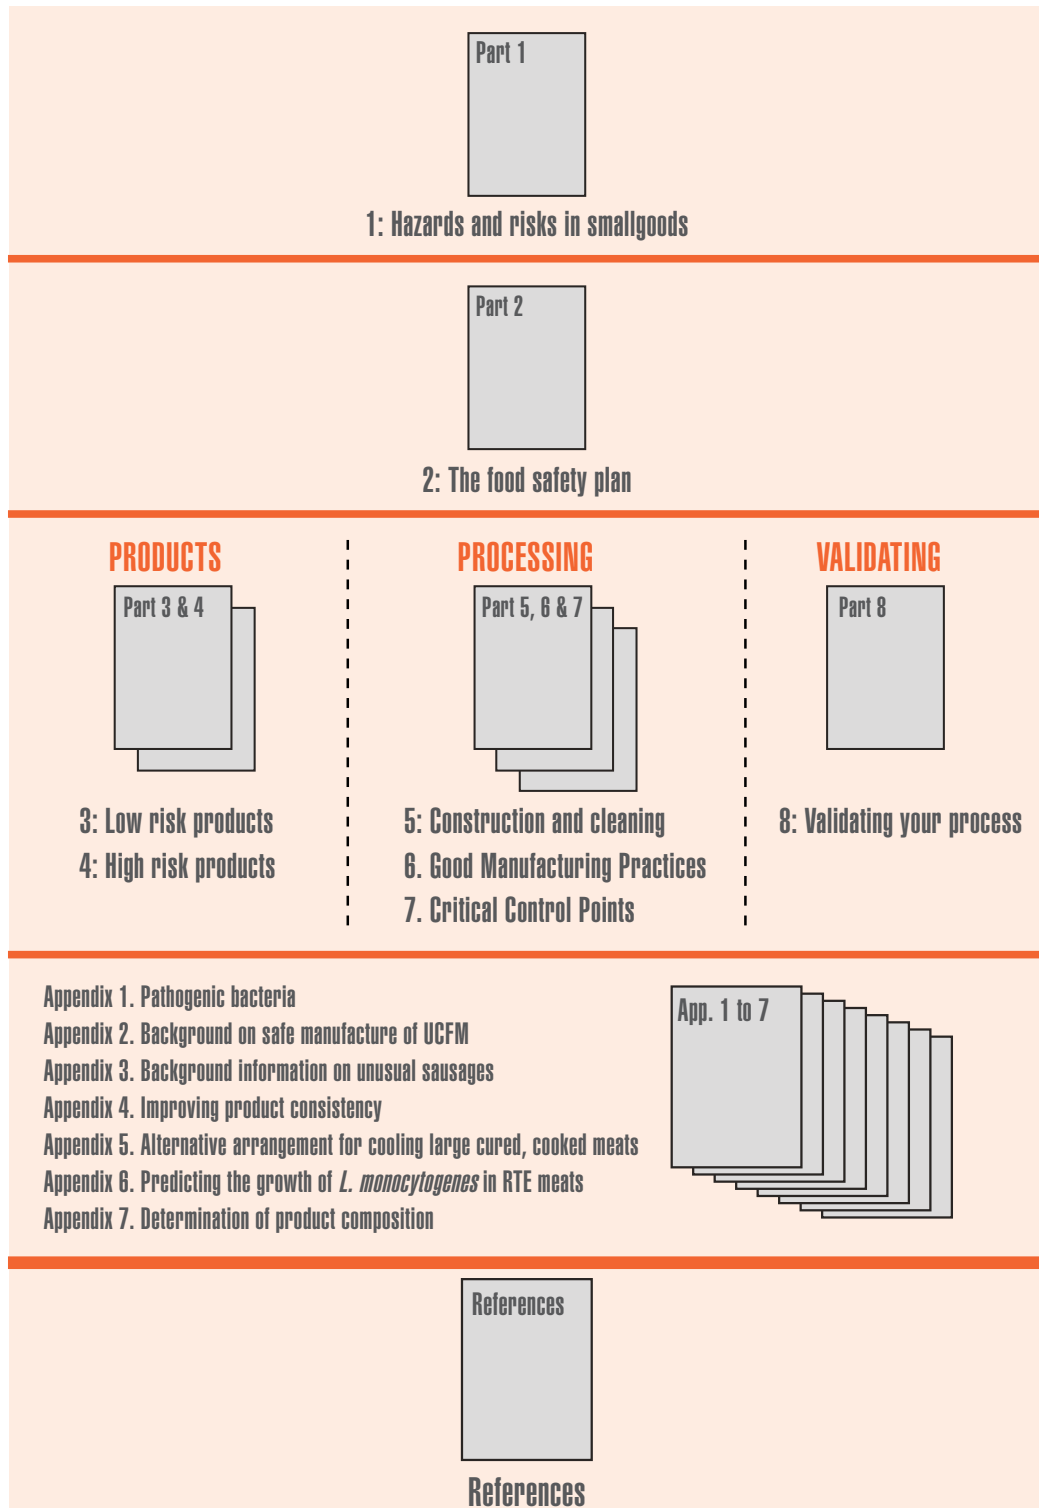 Part 1
1: Hazards and risks in smallgoods
Part 2
2: The food safety plan
PRODUCTS
Part 3 & 4
3: Low risk products
4: High risk products
PROCESSING
Part 5, 6 & 7
5: Construction and cleaning
6. Good Manufacturing Practices
7. Critical Control Points
VALIDATING
Part 8
8: Validating your process
Appendix 1. Pathogenic bacteria
Appendix 2. Background on safe manufacture of UCFM
Appendix 3. Background information on unusual sausages
Appendix 4. Improving product consistency
Appendix 5. Alternative arrangement for cooling large cured, cooked meats
Appendix 6. Predicting the growth of L. monocytogenes in RTE meats
Appendix 7. Determination of product composition
App. 1 to 7
References
References